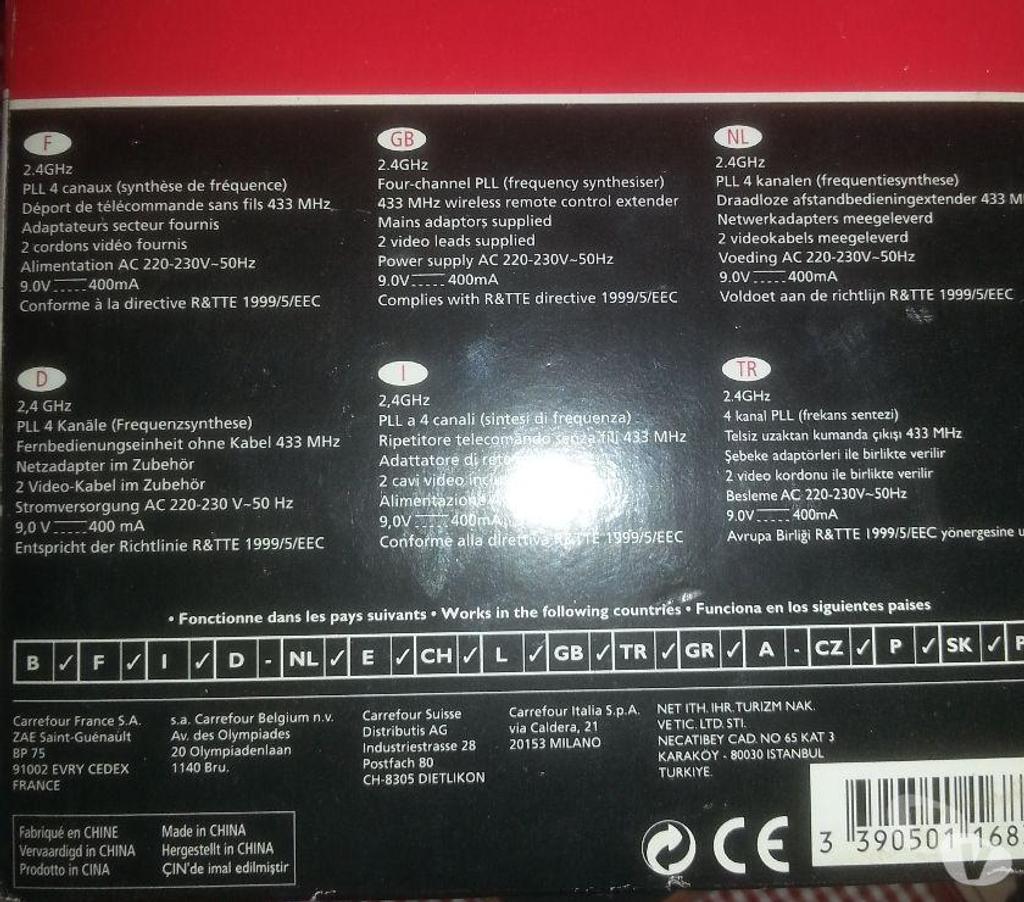 F
2.4GHz
PLL 4 canaux (synthèse de fréquence)
Déport de télécommande sans fils 433 MHz
Adaptateurs secteur fournis
2 cordons vidéo fournis
Alimentation AC 220-230V~50Hz
9.0V 400mA
Conforme à la directive R&TTE 1999/5/EEC
GB
2.4GHz
Four-channel PLL (frequency synthesiser)
433 MHz wireless remote control extender
Mains adaptors supplied
2 video leads supplied
Power supply AC 220-230V~50Hz
9.0V 400mA
Complies with R&TTE directive 1999/5/EEC
NL
2.4GHz
PLL 4 kanalen (frequentiesynthese)
Draadloze afstandbedieningextender 433 M
Netwerkadapters meegeleverd
2 videokabels meegeleverd
Voeding AC 220-230V~50Hz
9.0V 400mA
Voldoet aan de richtlijn R&TTE 1999/5/EEC
D
2,4 GHz
PLL 4 Kanäle (Frequenzsynthese)
Fernbedienungseinheit ohne Kabel 433 MHz
Netzadapter im Zubehör
2 Video-Kabel im Zubehör
Stromversorgung AC 220-230 V~50 Hz
9,0 V 400 mA
Entspricht der Richtlinie R&TTE 1999/5/EEC
I
2,4GHz
PLL a 4 canali (sintesi di frequenza)
Ripetitore telecomando senza fili 433 MHz
Adattatore di
2 cavi video
Alimentazione
9,0V 400mA
Conforme alla direttiva R&TTE 1999/5/EEC
TR
2.4GHz
4 kanal PLL (frekans sentezi)
Telsiz uzaktan kumanda çıkışı 433 MHz
Şebeke adaptörleri ile birlikte verilir
2 video kordonu ile birlikte verilir
Besleme AC 220-230V~50Hz
9.0V 400mA
Avrupa Birliği R&TTE 1999/5/EEC yönergesine u
• Fonctionne dans les pays suivants • Works in the following countries • Funciona en los siguientes paises
B ✓ F ✓ I ✓ D - NL ✓ E ✓ CH ✓ L ✓ GB ✓ TR ✓ GR ✓ A - CZ ✓ P ✓ SK ✓
Carrefour France S.A.
ZAE Saint-Guénault
BP 75
91002 EVRY CEDEX
FRANCE
s.a. Carrefour Belgium n.v.
Av. des Olympiades
20 Olympiadenlaan
1140 Bru.
Carrefour Suisse
Distributis AG
Industriestrasse 28
Postfach 80
CH-8305 DIETLIKON
Carrefour Italia S.p.A.
via Caldera, 21
20153 MILANO
NET ITH. IHR. TURIZM NAK.
VE TIC. LTD. STI.
NECATIBEY CAD. NO 65 KAT 3
KARAKOY - 80030 ISTANBUL
TURKIYE.
Fabriqué en CHINE
Vervaardigd in CHINA
Prodotto in CINA
Made in CHINA
Hergestellt in CHINA
ÇIN'de imal edilmiştir
CE
3 390501 168